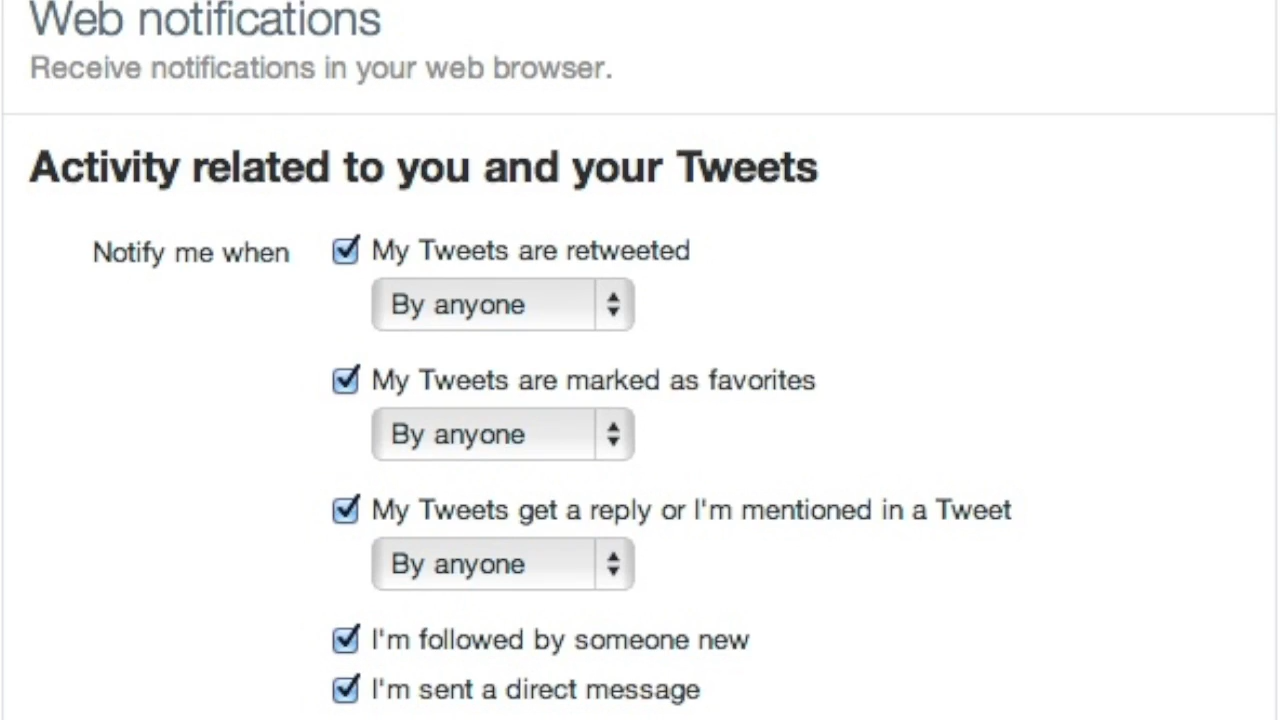 Web notifications
Receive notifications in your web browser.
Activity related to you and your Tweets
Notify me when My Tweets are retweeted
By anyone
My Tweets are marked as favorites
By anyone
My Tweets get a reply or I'm mentioned in a Tweet
By anyone
I'm followed by someone new
I'm sent a direct message